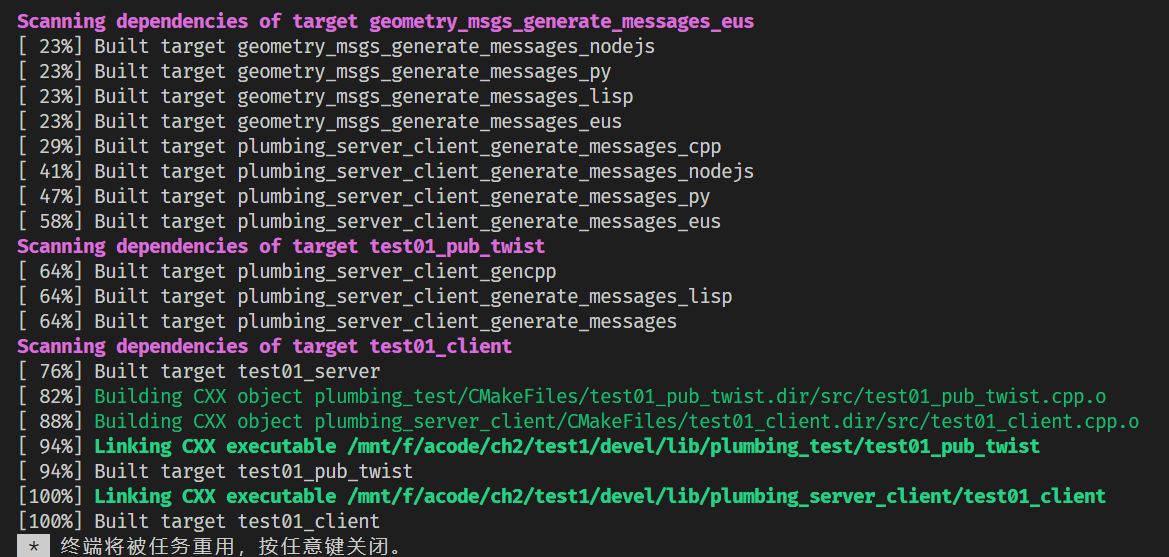 Scanning dependencies of target geometry_msgs_generate_messages_eus
[ 23%] Built target geometry_msgs_generate_messages_nodejs
[ 23%] Built target geometry_msgs_generate_messages_py
[ 23%] Built target geometry_msgs_generate_messages_lisp
[ 23%] Built target geometry_msgs_generate_messages_eus
[ 29%] Built target plumbing_server_client_generate_messages_cpp
[ 41%] Built target plumbing_server_client_generate_messages_nodejs
[ 47%] Built target plumbing_server_client_generate_messages_py
[ 58%] Built target plumbing_server_client_generate_messages_eus
Scanning dependencies of target test01_pub_twist
[ 64%] Built target plumbing_server_client_gencpp
[ 64%] Built target plumbing_server_client_generate_messages_lisp
[ 64%] Built target plumbing_server_client_generate_messages
Scanning dependencies of target test01_client
[ 76%] Built target test01_server
[ 82%] Building CXX object plumbing_test/CMakeFiles/test01_pub_twist.dir/src/test01_pub_twist.cpp.o
[ 88%] Building CXX object plumbing_server_client/CMakeFiles/test01_client.dir/src/test01_client.cpp.o
[ 94%] Linking CXX executable /mnt/f/acode/ch2/test1/devel/lib/plumbing_test/test01_pub_twist
[ 94%] Built target test01_pub_twist
[100%] Linking CXX executable /mnt/f/acode/ch2/test1/devel/lib/plumbing_server_client/test01_client
[100%] Built target test01_client
* 终端将被任务重用，按任意键关闭。